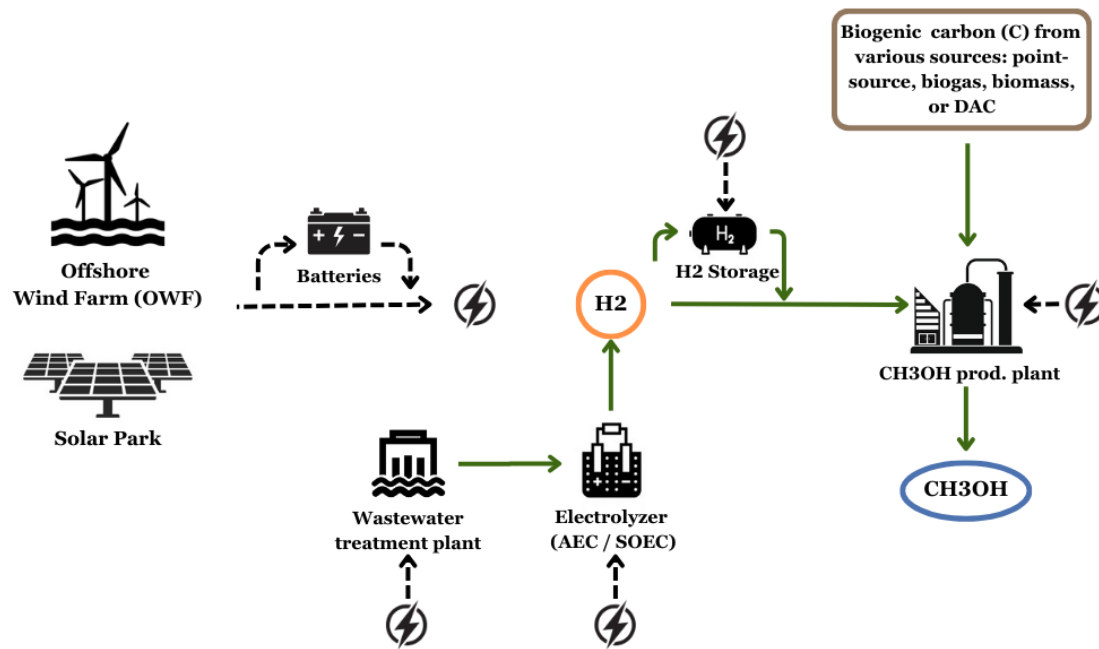 Biogenic carbon (C) from
various sources: point-
source, biogas, biomass,
or DAC
Offshore
Wind Farm (OWF)
+ -
Batteries
H2
H2 Storage
H2
CH3OH prod. plant
Solar Park
CH3OH
+ -
Wastewater
treatment plant
Electrolyzer
(AEC / SOEC)